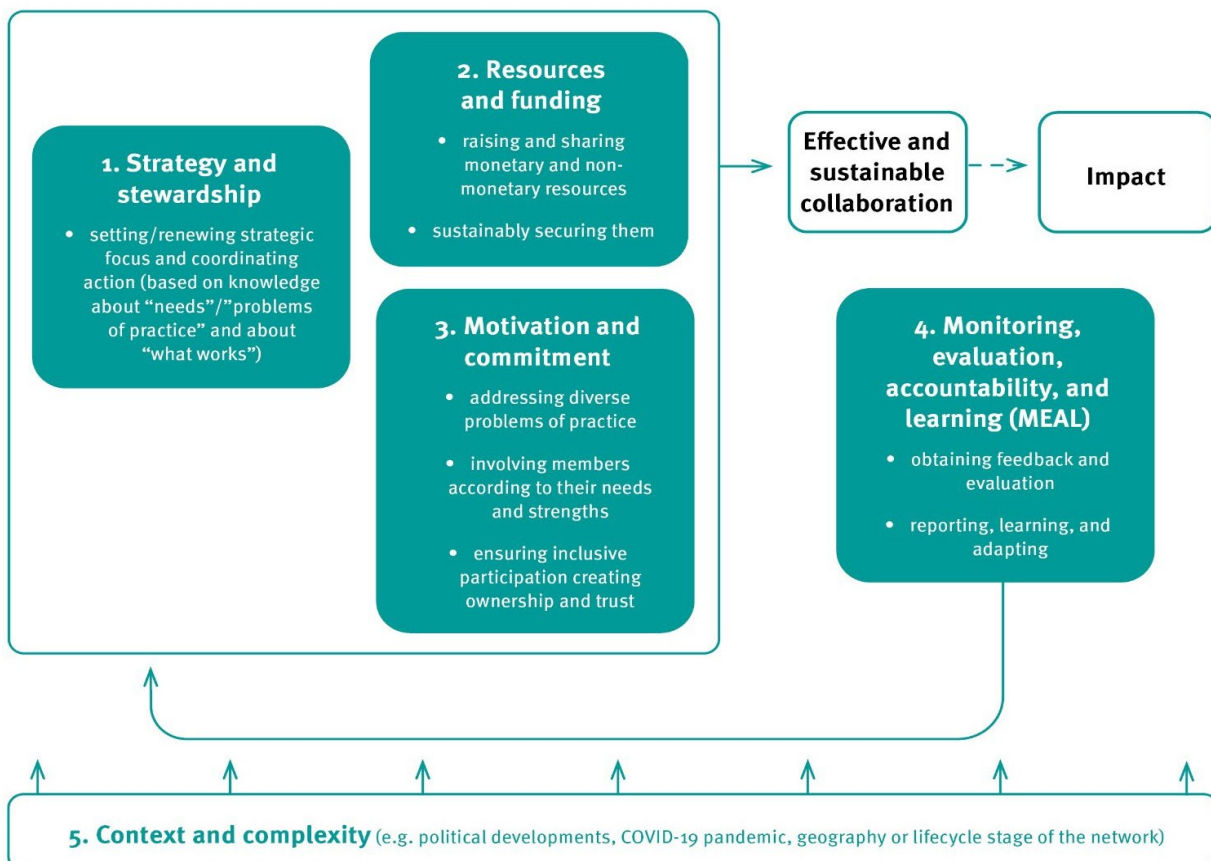 1. Strategy and
stewardship
• setting/renewing strategic
focus and coordinating
action (based on knowledge
about “needs”/”problems
of practice” and about
“what works”)
2. Resources
and funding
• raising and sharing
monetary and non-
monetary resources
• sustainably securing them
3. Motivation and
commitment
• addressing diverse
problems of practice
• involving members
according to their needs
and strengths
• ensuring inclusive
participation creating
ownership and trust
Effective and
sustainable
collaboration
Impact
4. Monitoring,
evaluation,
accountability, and
learning (MEAL)
• obtaining feedback and
evaluation
• reporting, learning, and
adapting
5. Context and complexity (e.g. political developments, COVID-19 pandemic, geography or lifecycle stage of the network)